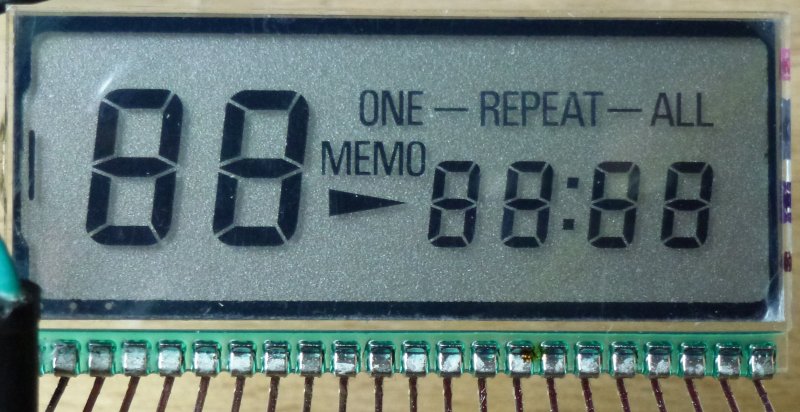 88 ONE — REPEAT — ALL
MEMO
88:88